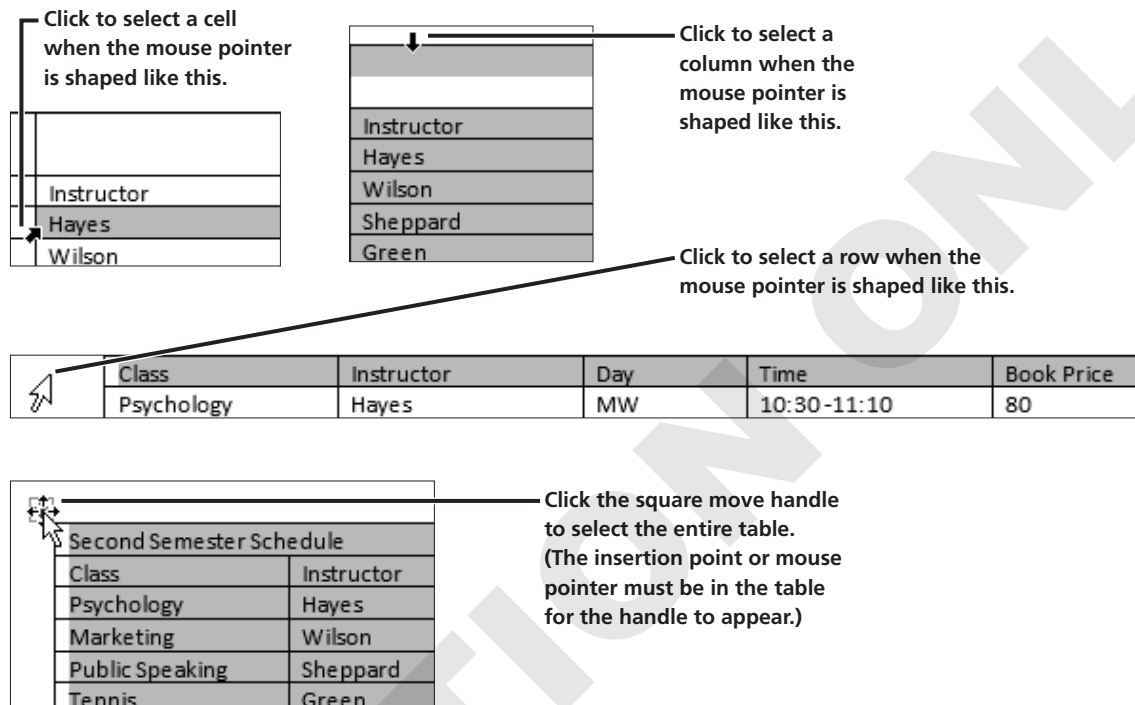 Click to select a cell
when the mouse pointer
is shaped like this.
Instructor
Hayes
Wilson
Click to select a
column when the
mouse pointer is
shaped like this.
Instructor
Hayes
Wilson
Sheppard
Green
Click to select a row when the
mouse pointer is shaped like this.
Class Instructor Day Time Book Price
Psychology Hayes MW 10:30-11:10 80
Click the square move handle
to select the entire table.
(The insertion point or mouse
pointer must be in the table
for the handle to appear.)
Second Semester Schedule
Class Instructor
Psychology Hayes
Marketing Wilson
Public Speaking Sheppard
Tennis Green